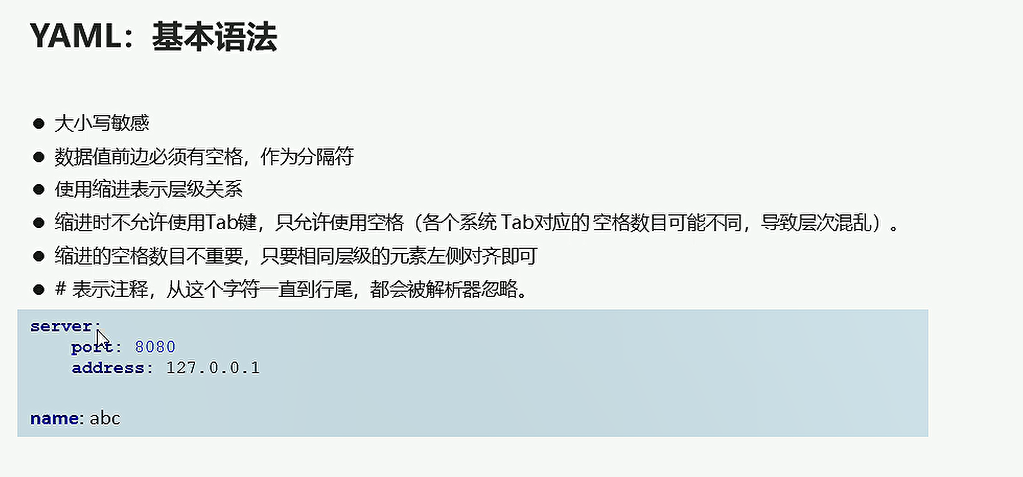 YAML：基本语法
● 大小写敏感
● 数据值前边必须有空格，作为分隔符
● 使用缩进表示层级关系
● 缩进时不允许使用Tab键，只允许使用空格（各个系统 Tab对应的 空格数目可能不同，导致层次混乱）。
● 缩进的空格数目不重要，只要相同层级的元素左侧对齐即可
● # 表示注释，从这个字符一直到行尾，都会被解析器忽略。
server:
    port: 8080
    address: 127.0.0.1
name: abc